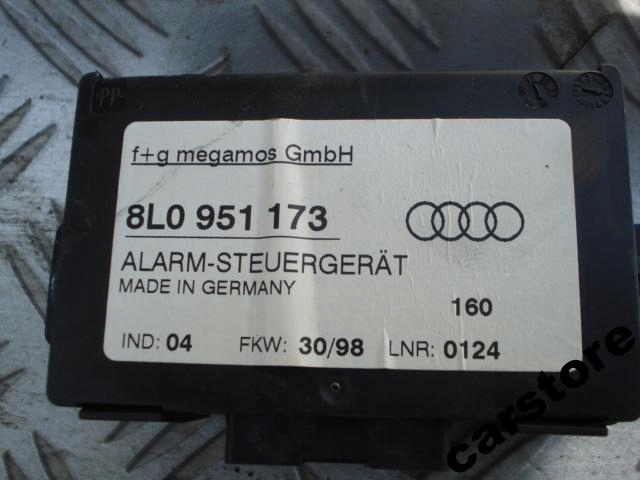 PP
f+g megamos GmbH
8L0 951 173
ALARM-STEUERGERÄT
MADE IN GERMANY
160
IND: 04 FKW: 30/98 LNR: 0124
carstore